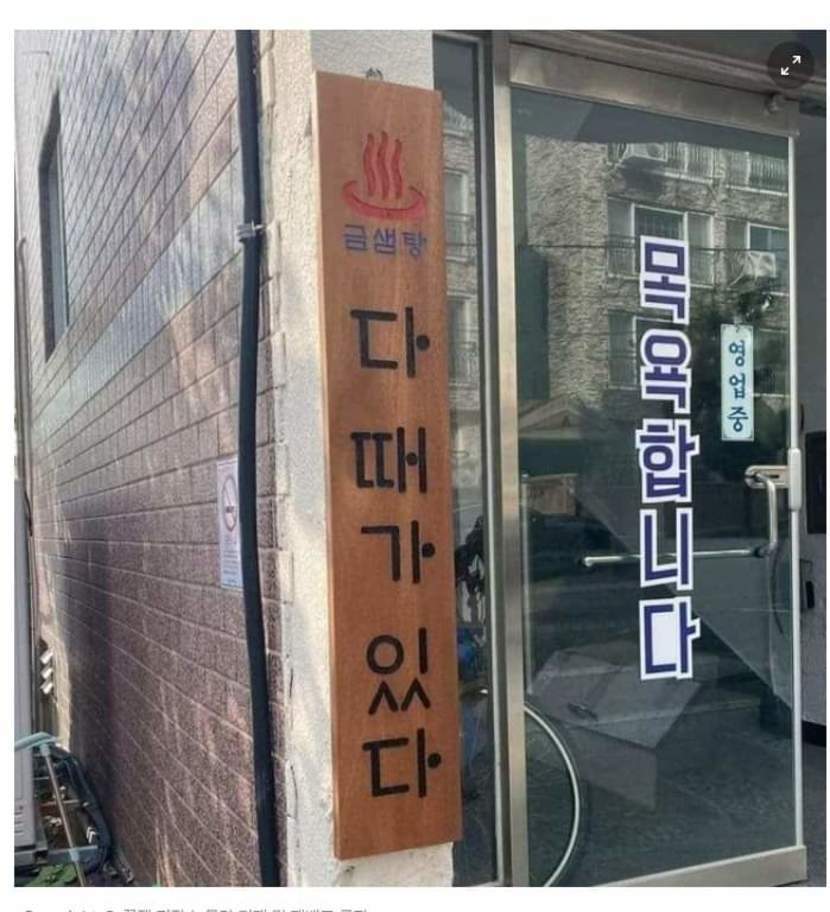 금샘탕
다 때가 있다
목욕합니다
영업중